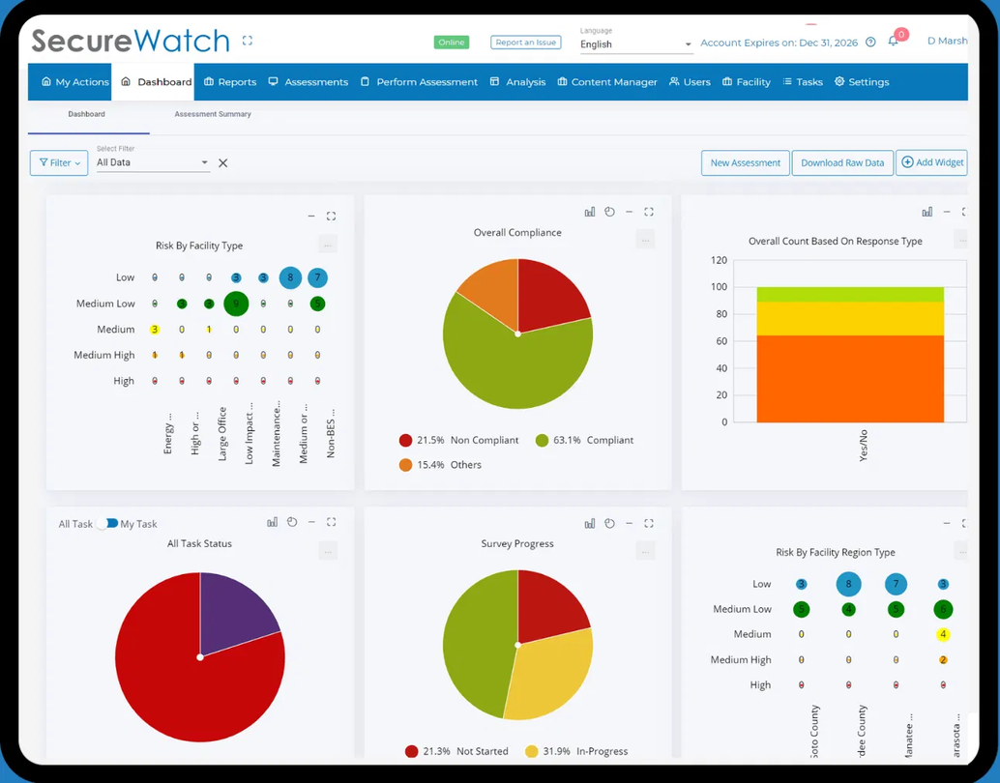 SecureWatch
Online
Report an Issue
Language
English
Account Expires on: Dec 31, 2026
0
D Marsh
My Actions
Dashboard
Reports
Assessments
Perform Assessment
Analysis
Content Manager
Users
Facility
Tasks
Settings
Dashboard
Assessment Summary
Filter
Select Filter
All Data
New Assessment
Download Raw Data
Add Widget
Risk By Facility Type
Low 0 0 0 3 3 8 7
Medium Low 0 3 3 9 0 0 5
Medium 3 0 1 0 0 0 0
Medium High 1 1 0 0 0 0 0
High 0 0 0 0 0 0 0
Energy ...
High or ...
Large Office
Low Impact ...
Maintenance...
Medium or ...
Non-BES ...
Overall Compliance
21.5% Non Compliant
63.1% Compliant
15.4% Others
Overall Count Based On Response Type
120
100
80
60
40
20
0
Yes/No
All Task
My Task
All Task Status
Survey Progress
21.3% Not Started
31.9% In-Progress
Risk By Facility Region Type
Low 3 8 7 3
Medium Low 5 4 5 6
Medium 0 0 0 4
Medium High 0 0 0 2
High 0 0 0 0
soto County
rdee County
Manatee ...
arasota ...